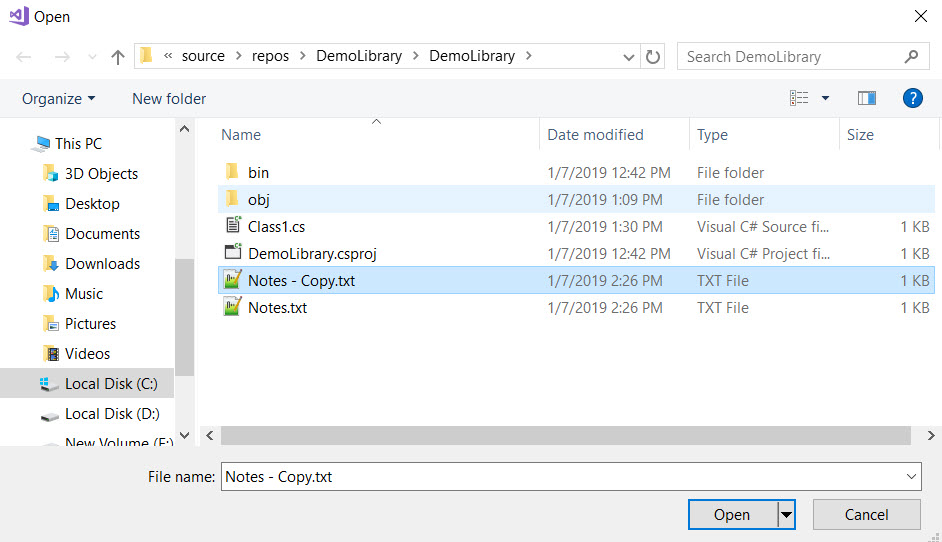 Open
« source > repos > DemoLibrary > DemoLibrary >
Search DemoLibrary
Organize New folder
?
This PC
3D Objects
Desktop
Documents
Downloads
Music
Pictures
Videos
Local Disk (C:)
Local Disk (D:)
New Volume (E:)
Name Date modified Type Size
bin 1/7/2019 12:42 PM File folder
obj 1/7/2019 1:09 PM File folder
Class1.cs 1/7/2019 1:30 PM Visual C# Source fi... 1 KB
DemoLibrary.csproj 1/7/2019 12:42 PM Visual C# Project fi... 1 KB
Notes - Copy.txt 1/7/2019 2:26 PM TXT File 1 KB
Notes.txt 1/7/2019 2:26 PM TXT File 1 KB
File name: Notes - Copy.txt
Open Cancel